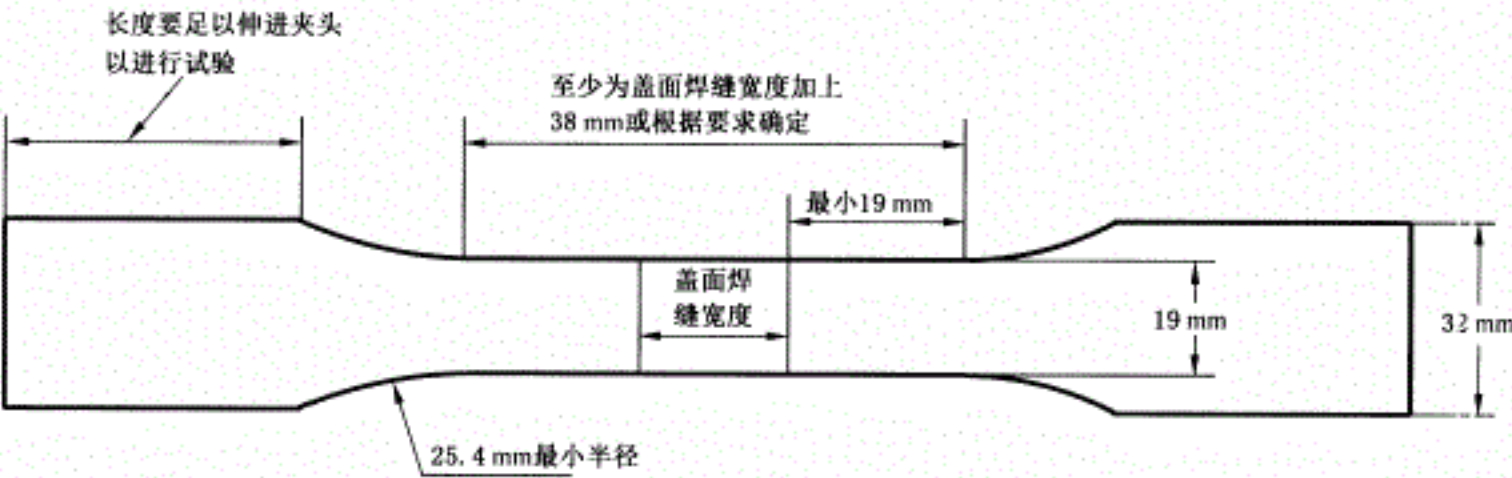 长度要足以伸进夹头
以进行试验
至少为盖面焊缝宽度加上
38 mm或根据要求确定
最小19 mm
盖面焊
缝宽度
19 mm
32 mm
25.4 mm最小半径